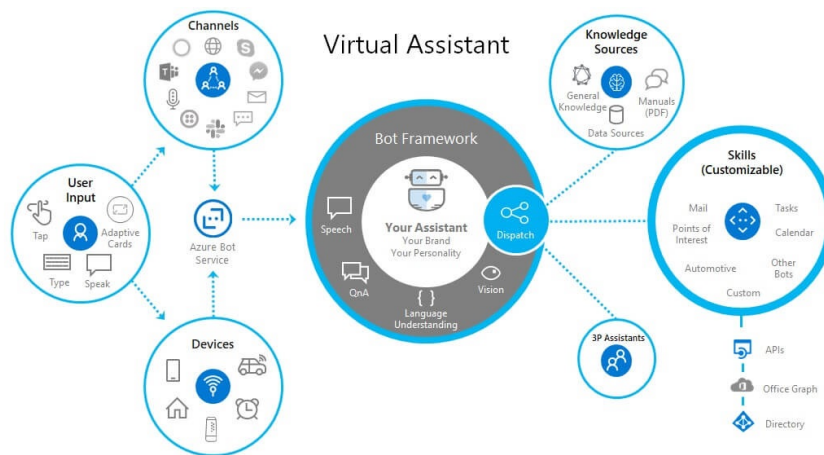 Virtual Assistant
Channels
User
Input
Tap
Adaptive
Cards
Type
Speak
Azure Bot
Service
Devices
Bot Framework
Your Assistant
Your Brand
Your Personality
Speech
QnA
{ }
Language
Understanding
Vision
Dispatch
Knowledge
Sources
General
Knowledge
Manuals
(PDF)
Data Sources
Skills
(Customizable)
Mail
Tasks
Points of
Interest
Calendar
Automotive
Other
Bots
Custom
3P Assistants
APIs
Office Graph
Directory